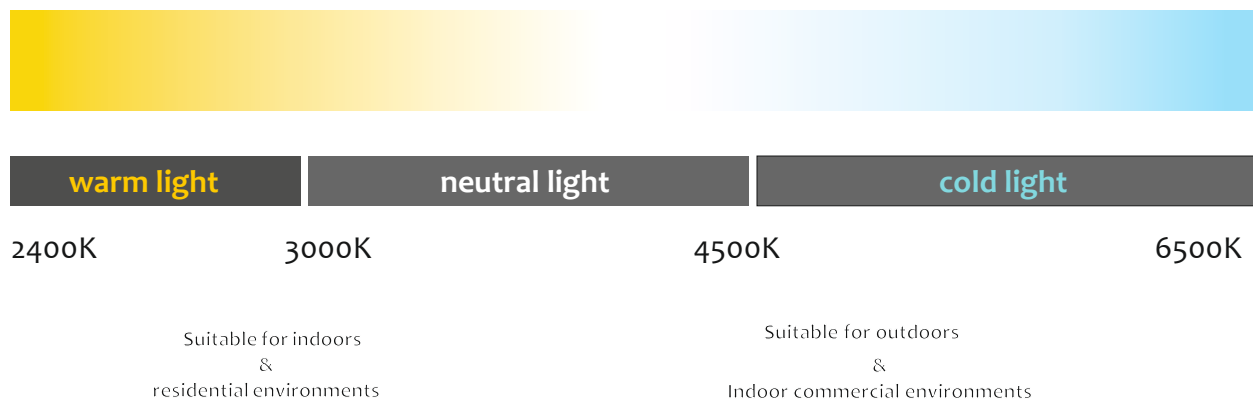 warm light neutral light cold light
2400K 3000K 4500K 6500K
Suitable for indoors
&
residential environments
Suitable for outdoors
&
Indoor commercial environments